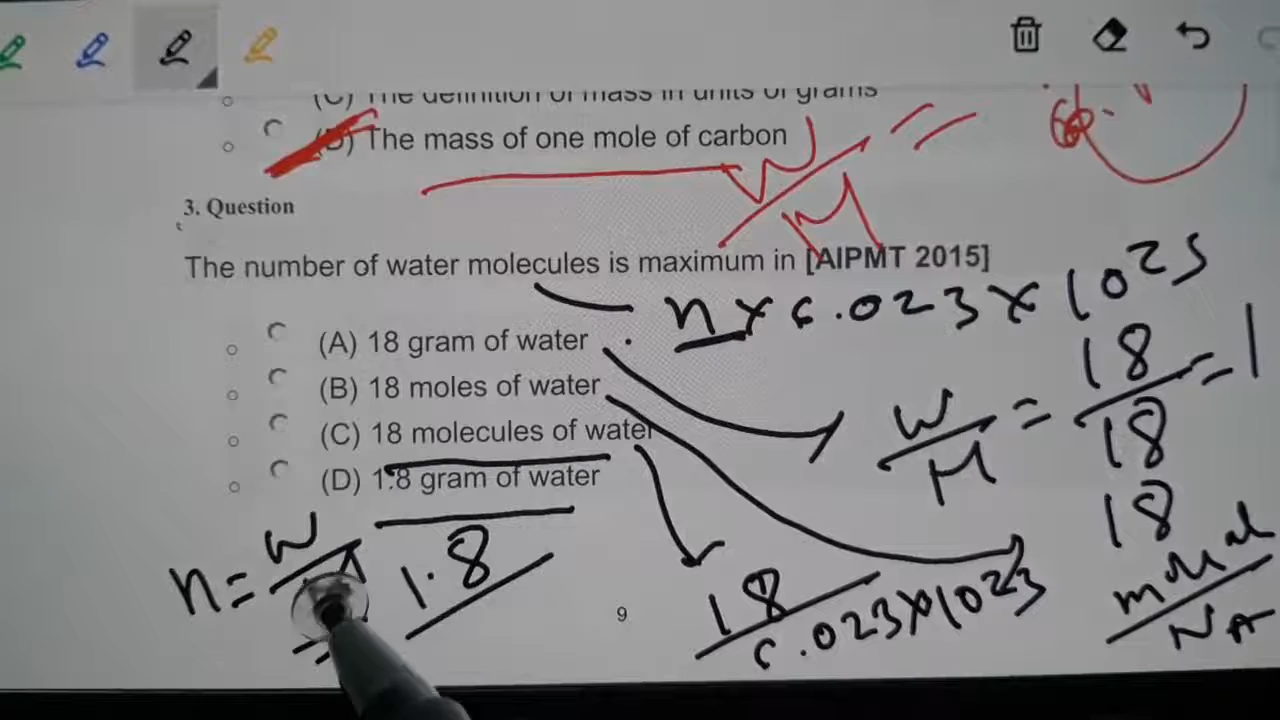 (C) The definition of mass in units of grams
The mass of one mole of carbon
W/M =
3. Question
The number of water molecules is maximum in [AIPMT 2015]
n × 6.023 × 10²³
(A) 18 gram of water
(B) 18 moles of water
(C) 18 molecules of water
(D) 1.8 gram of water
W/M = 18/18 = 1
18
n = W/
= 1.8
18/6.023×10²³
NA
9